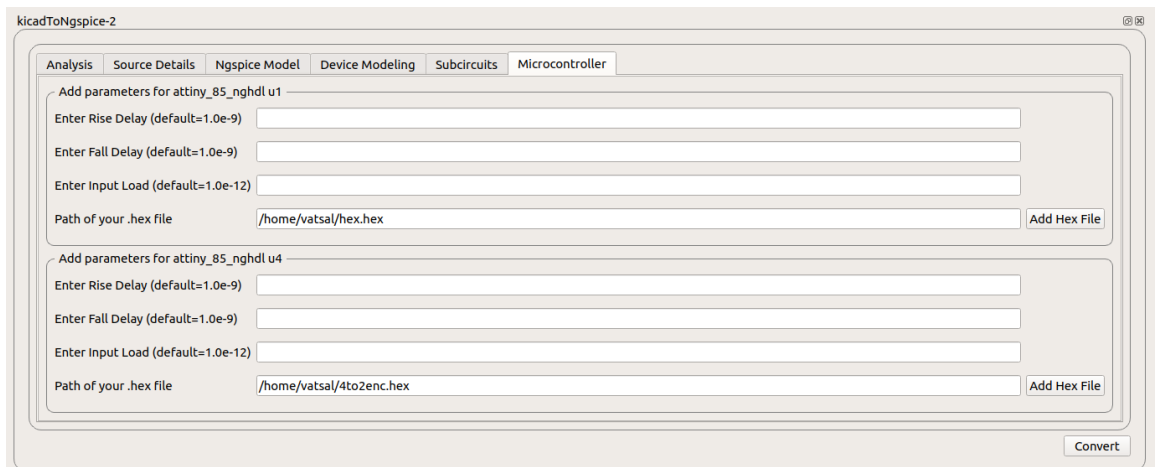 kicadToNgspice-2
Analysis Source Details Ngspice Model Device Modeling Subcircuits Microcontroller
Add parameters for attiny_85_nghdl u1
Enter Rise Delay (default=1.0e-9)
Enter Fall Delay (default=1.0e-9)
Enter Input Load (default=1.0e-12)
Path of your .hex file /home/vatsal/hex.hex Add Hex File
Add parameters for attiny_85_nghdl u4
Enter Rise Delay (default=1.0e-9)
Enter Fall Delay (default=1.0e-9)
Enter Input Load (default=1.0e-12)
Path of your .hex file /home/vatsal/4to2enc.hex Add Hex File
Convert